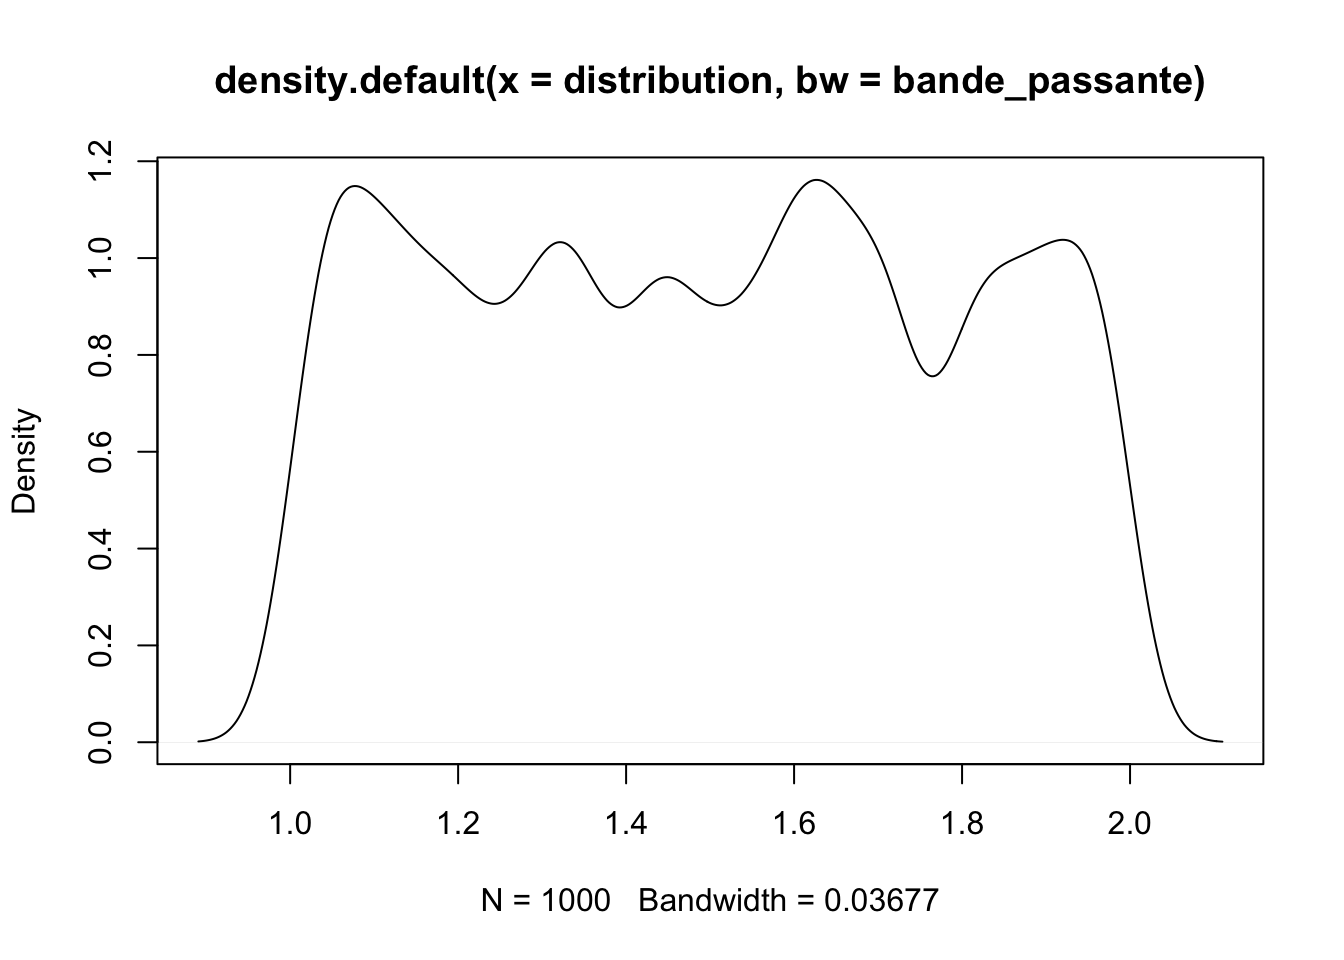 density.default(x = distribution, bw = bande_passante)
Density
1.2
1.0
0.8
0.6
0.4
0.2
0.0
1.0 1.2 1.4 1.6 1.8 2.0
N = 1000 Bandwidth = 0.03677